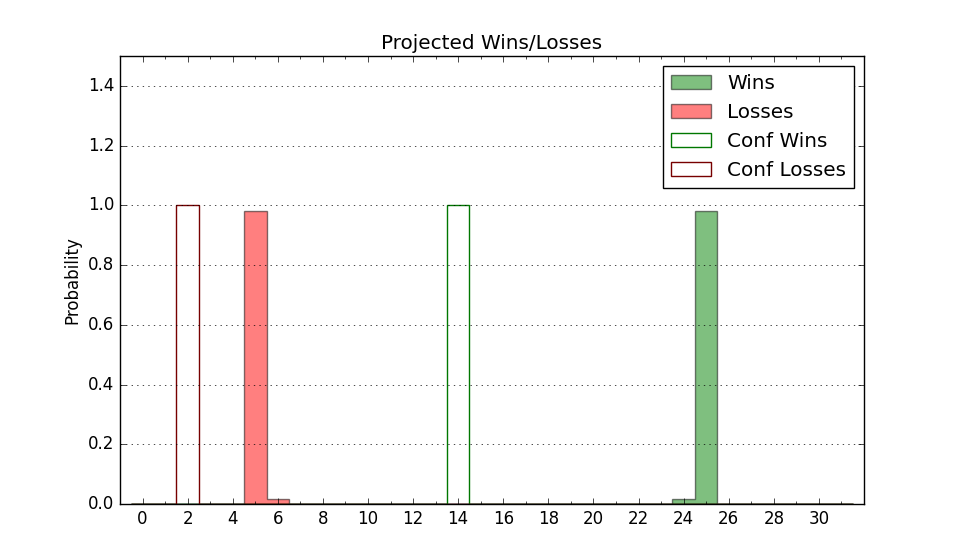 Projected Wins/Losses
Wins
Losses
Conf Wins
Conf Losses
Probability
1.4
1.2
1.0
0.8
0.6
0.4
0.2
0.0
0 2 4 6 8 10 12 14 16 18 20 22 24 26 28 30